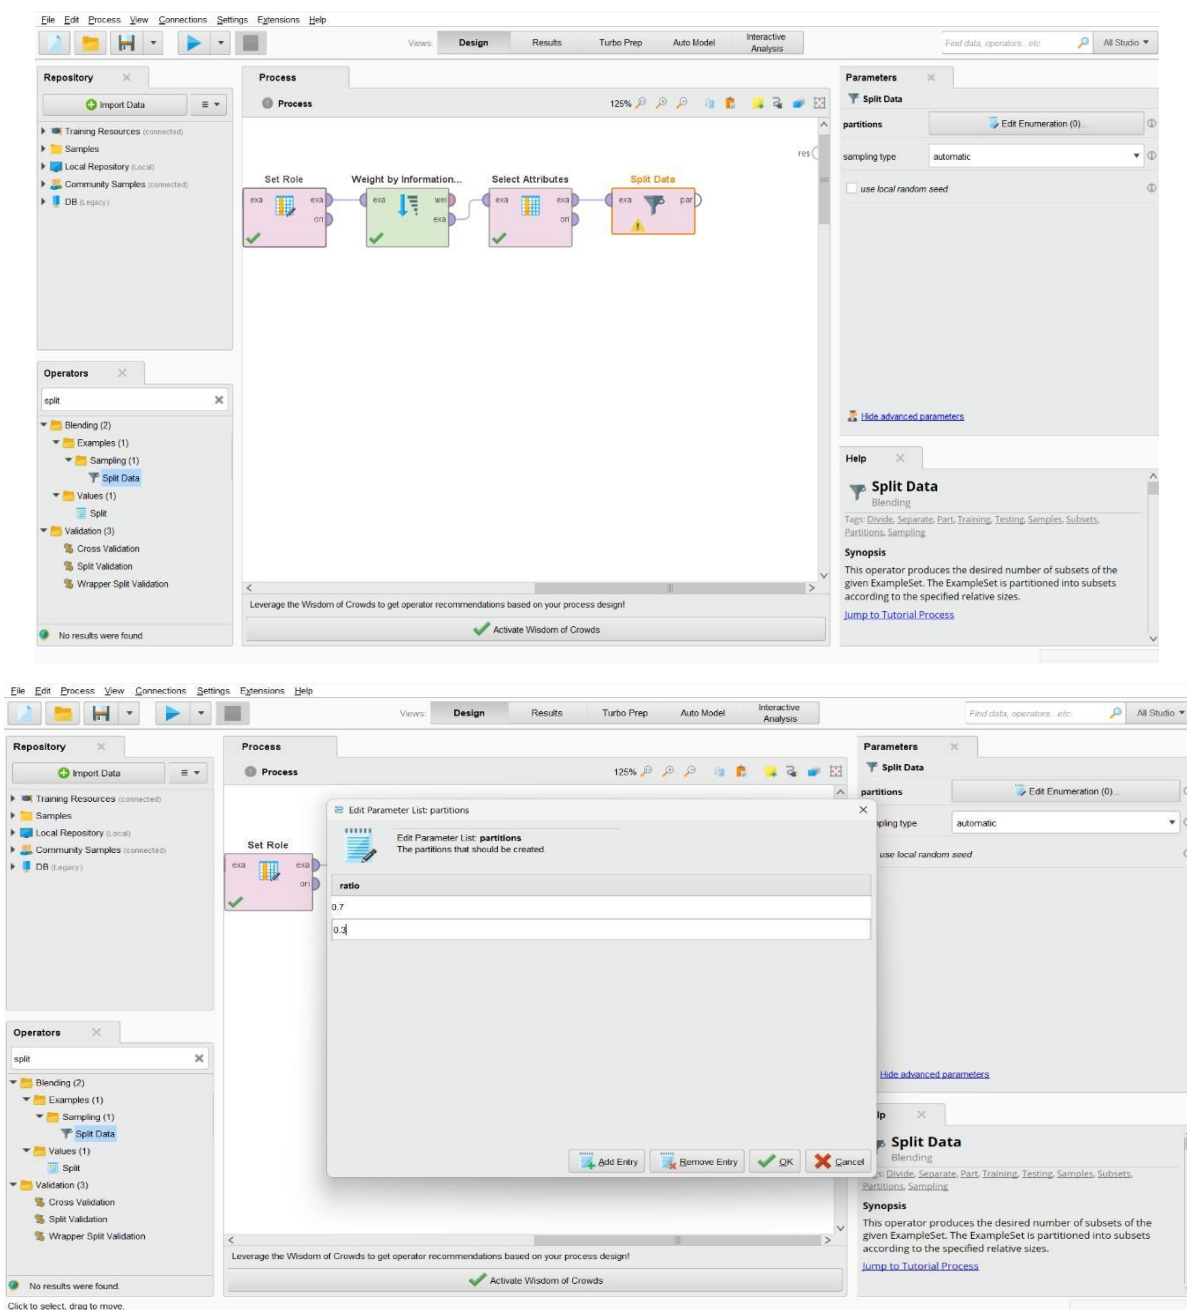 File Edit Process View Connections Settings Extensions Help
Views: Design Results Turbo Prep Auto Model Interactive Analysis
Find data, operators...etc All Studio
Repository
Import Data
Training Resources (connected)
Samples
Local Repository (Local)
Community Samples (connected)
DB (Legacy)
Operators
split
Blending (2)
Examples (1)
Sampling (1)
Split Data
Values (1)
Split
Validation (3)
Cross Validation
Split Validation
Wrapper Split Validation
No results were found.
Process
Process
125%
res
Set Role
exa exa
ori
Weight by Information...
exa wei
exa
Select Attributes
exa exa
ori
Split Data
exa par
Leverage the Wisdom of Crowds to get operator recommendations based on your process design!
Activate Wisdom of Crowds
Parameters
Split Data
partitions Edit Enumeration (0)...
sampling type automatic
use local random seed
Hide advanced parameters
Help
Split Data
Blending
Tags: Divide, Separate, Part, Training, Testing, Samples, Subsets,
Partitions, Sampling
Synopsis
This operator produces the desired number of subsets of the
given ExampleSet. The ExampleSet is partitioned into subsets
according to the specified relative sizes.
Jump to Tutorial Process
File Edit Process View Connections Settings Extensions Help
Views: Design Results Turbo Prep Auto Model Interactive Analysis
Find data, operators...etc All Studio
Repository
Import Data
Training Resources (connected)
Samples
Local Repository (Local)
Community Samples (connected)
DB (Legacy)
Operators
split
Blending (2)
Examples (1)
Sampling (1)
Split Data
Values (1)
Split
Validation (3)
Cross Validation
Split Validation
Wrapper Split Validation
No results were found.
Click to select, drag to move.
Process
Process
125%
Set Role
exa exa
ori
Edit Parameter List: partitions
Edit Parameter List: partitions
The partitions that should be created.
ratio
0.7
0.3
Add Entry Remove Entry OK Cancel
Leverage the Wisdom of Crowds to get operator recommendations based on your process design!
Activate Wisdom of Crowds
Parameters
Split Data
partitions Edit Enumeration (0)...
pling type automatic
use local random seed
Hide advanced parameters
lp
Split Data
Blending
s: Divide, Separate, Part, Training, Testing, Samples, Subsets,
Partitions, Sampling
Synopsis
This operator produces the desired number of subsets of the
given ExampleSet. The ExampleSet is partitioned into subsets
according to the specified relative sizes.
Jump to Tutorial Process